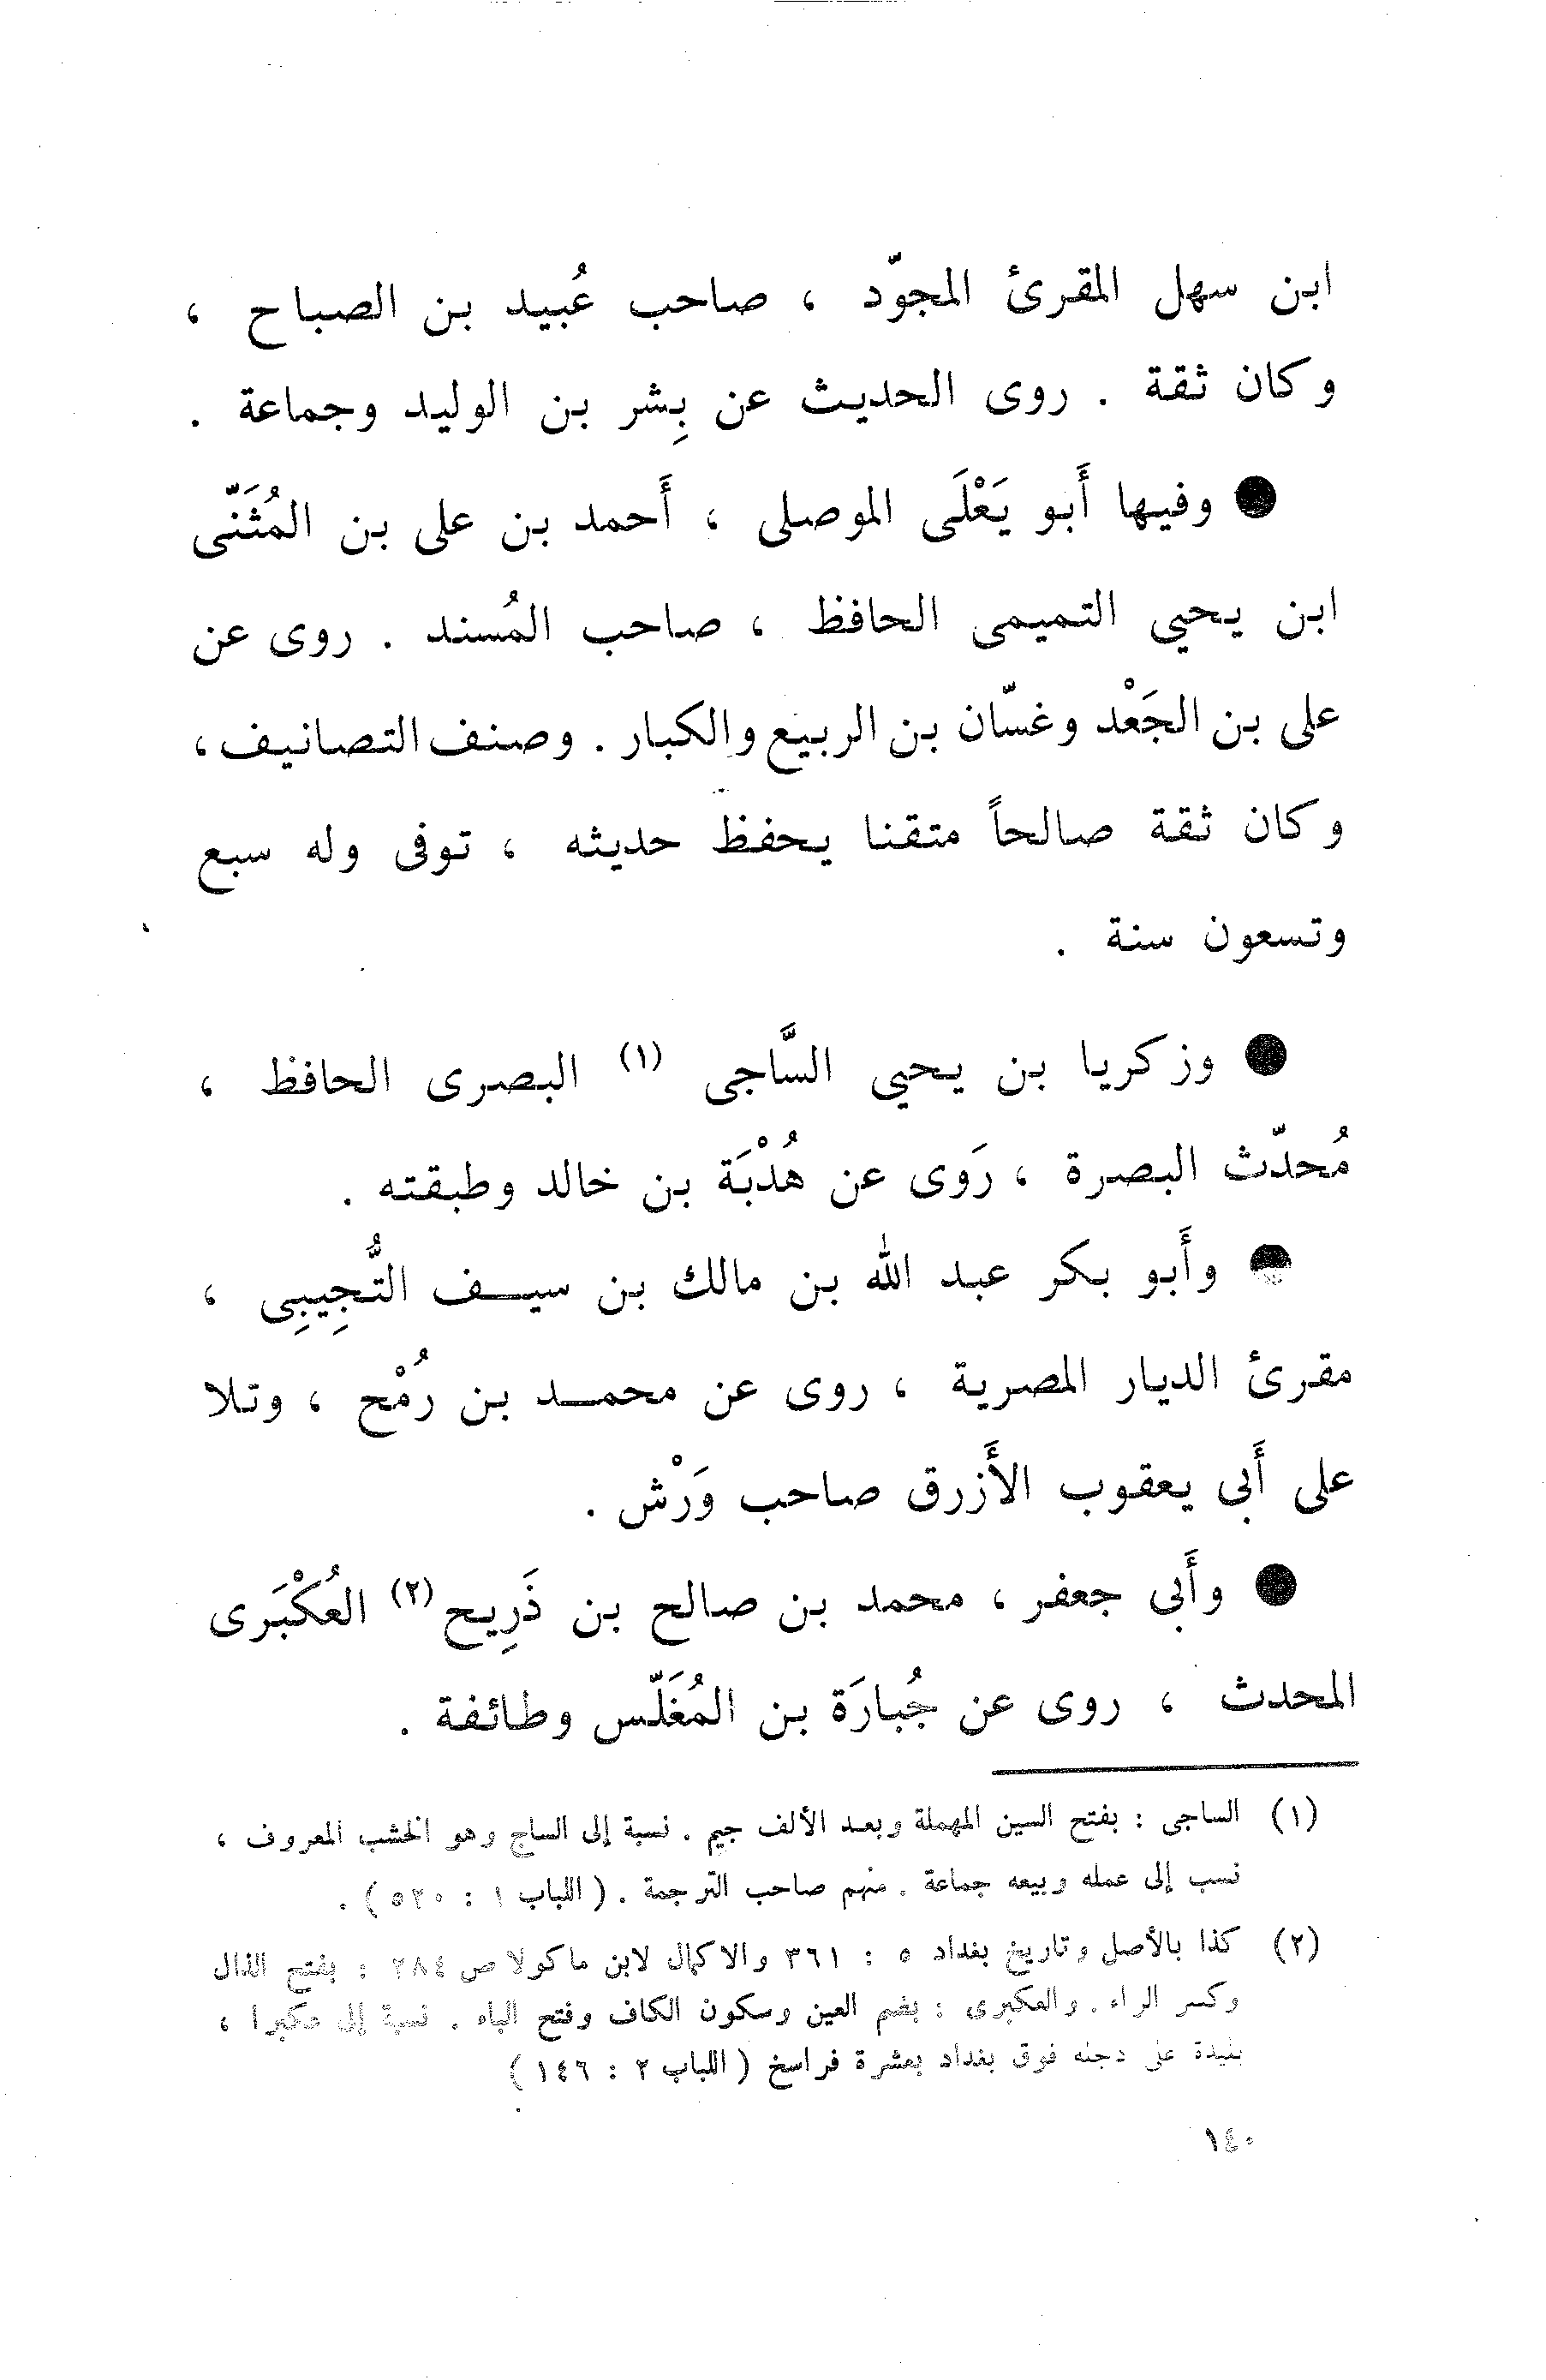 ابن سهل المقرئ المجوّد ، صاحب عُبيد بن الصباح ،
وكان ثقة . روى الحديث عن بِشر بن الوليد وجماعة .
● وفيها أَبو يَعْلَى الموصلى ، أَحمد بن على بن المُثَنّى
ابن يحيي التميمى الحافظ ، صاحب المُسند . روى عن
على بن الجَعْد وغسّان بن الربيع والكبار . وصنف التصانيف ،
وكان ثقة صالحاً متقنا يحفظ حديثه ، توفى وله سبع
وتسعون سنة .
● وزكريا بن يحيي السَّاجى (١) البصرى الحافظ ،
مُحدّث البصرة ، رَوى عن هُدْبَة بن خالد وطبقته .
● وأَبو بكر عبد الله بن مالك بن سيف التُّجِيبِى ،
مقرئ الديار المصرية ، روى عن محمد بن رُمْح ، وتلا
على أَبى يعقوب الأَزرق صاحب وَرْش .
● وأَبى جعفر ، محمد بن صالح بن ذَرِيح (٢) العُكْبَرى
المحدث ، روى عن جُبارَة بن المُغَلّس وطائفة .
(١) الساجى : بفتح السين المهملة وبعد الألف جيم . نسبة إلى الساج وهو الخشب المعروف ،
نسب إلى عمله وبيعه جماعة . منهم صاحب الترجمة . ( اللباب ١ : ٥٢٠ ) .
(٢) كذا بالأصل وتاريخ بغداد ٥ : ٣٦١ والاكمال لابن ماكولا ص ٢٨٤ : بفتح الذال
وكسر الراء . والعكبرى : بضم العين وسكون الكاف وفتح الباء . نسبة إلى عكبرا ،
بليدة على دجله فوق بغداد بعشرة فراسخ ( اللباب ٢ : ١٤٦ )
١٤٠